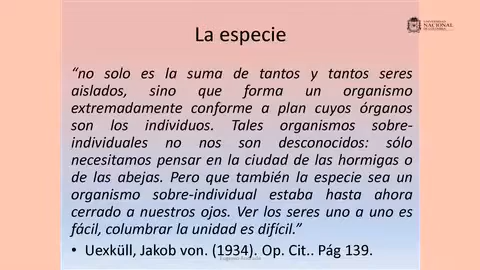 La especie
UNIVERSIDAD
NACIONAL
DE COLOMBIA
“no solo es la suma de tantos y tantos seres
aislados, sino que forma un organismo
extremadamente conforme a plan cuyos órganos
son los individuos. Tales organismos sobre-
individuales no nos son desconocidos: sólo
necesitamos pensar en la ciudad de las hormigas o
de las abejas. Pero que también la especie sea un
organismo sobre-individual estaba hasta ahora
cerrado a nuestros ojos. Ver los seres uno a uno es
fácil, columbrar la unidad es difícil.”
• Uexküll, Jakob von. (1934). Op. Cit.. Pág 139.